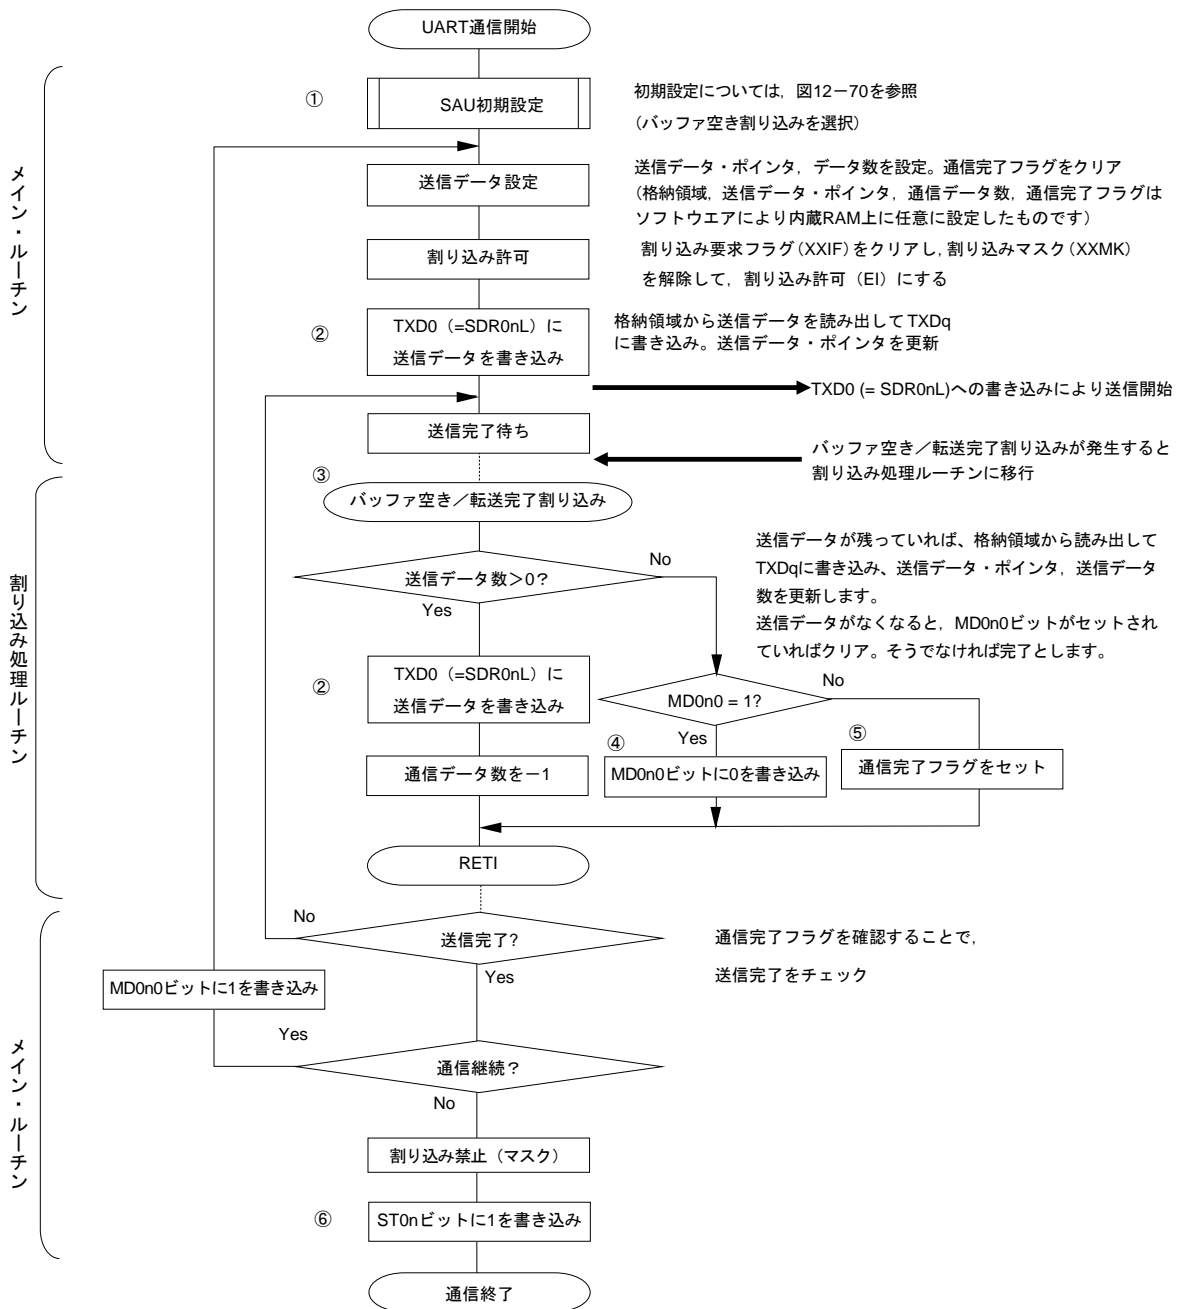 UART通信開始
メイン・ルーチン
①
SAU初期設定
初期設定については，図12－70を参照
（バッファ空き割り込みを選択）
送信データ設定
送信データ・ポインタ，データ数を設定。通信完了フラグをクリア
（格納領域，送信データ・ポインタ，通信データ数，通信完了フラグは
ソフトウエアにより内蔵RAM上に任意に設定したものです）
割り込み許可
割り込み要求フラグ（XXIF）をクリアし，割り込みマスク（XXMK）
を解除して，割り込み許可（EI）にする
②
TXD0（=SDR0nL）に
送信データを書き込み
格納領域から送信データを読み出してTXDq
に書き込み。送信データ・ポインタを更新
TXD0 (= SDR0nL)への書き込みにより送信開始
送信完了待ち
バッファ空き／転送完了割り込みが発生すると
割り込み処理ルーチンに移行
割り込み処理ルーチン
③
バッファ空き／転送完了割り込み
送信データ数＞0？
No
Yes
送信データが残っていれば、格納領域から読み出して
TXDqに書き込み、送信データ・ポインタ，送信データ
数を更新します。
送信データがなくなると，MD0n0ビットがセットされ
ていればクリア。そうでなければ完了とします。
②
TXD0（=SDR0nL）に
送信データを書き込み
MD0n0 = 1?
No
Yes
④
MD0n0ビットに0を書き込み
⑤
通信完了フラグをセット
通信データ数を－1
RETI
メイン・ルーチン
No
送信完了？
Yes
通信完了フラグを確認することで，
送信完了をチェック
MD0n0ビットに1を書き込み
Yes
通信継続？
No
割り込み禁止（マスク）
⑥
ST0nビットに1を書き込み
通信終了